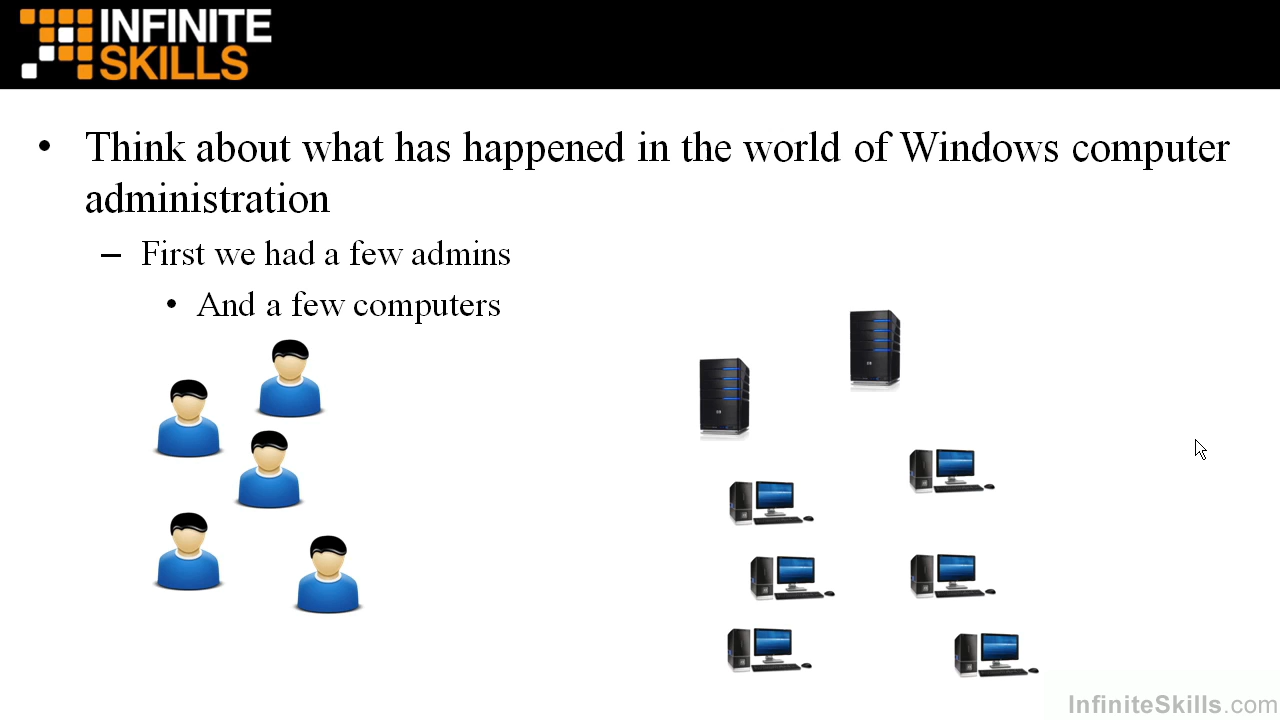 INFINITE
SKILLS
• Think about what has happened in the world of Windows computer
administration
– First we had a few admins
• And a few computers
InfiniteSkills.com